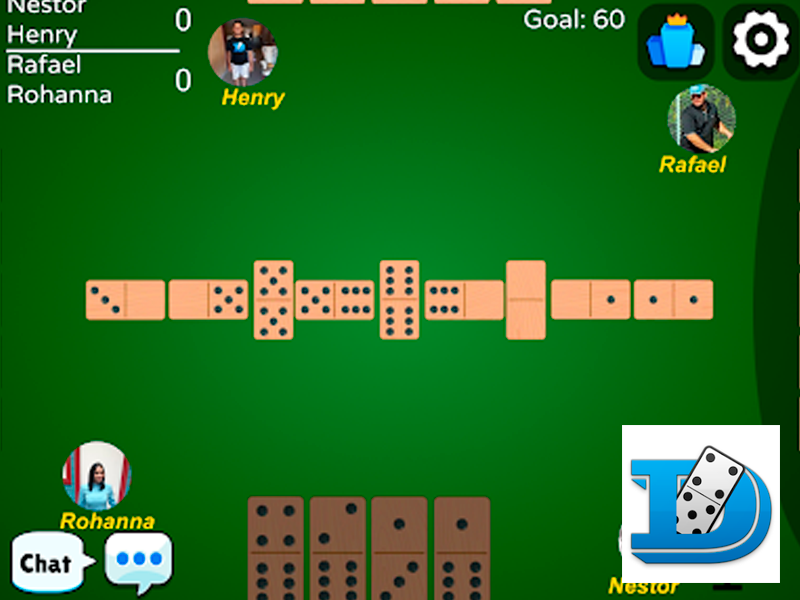 Nestor 0
Henry
Rafael 0
Rohanna
Goal: 60
Henry
Rafael
Rohanna
Chat
Nestor
D